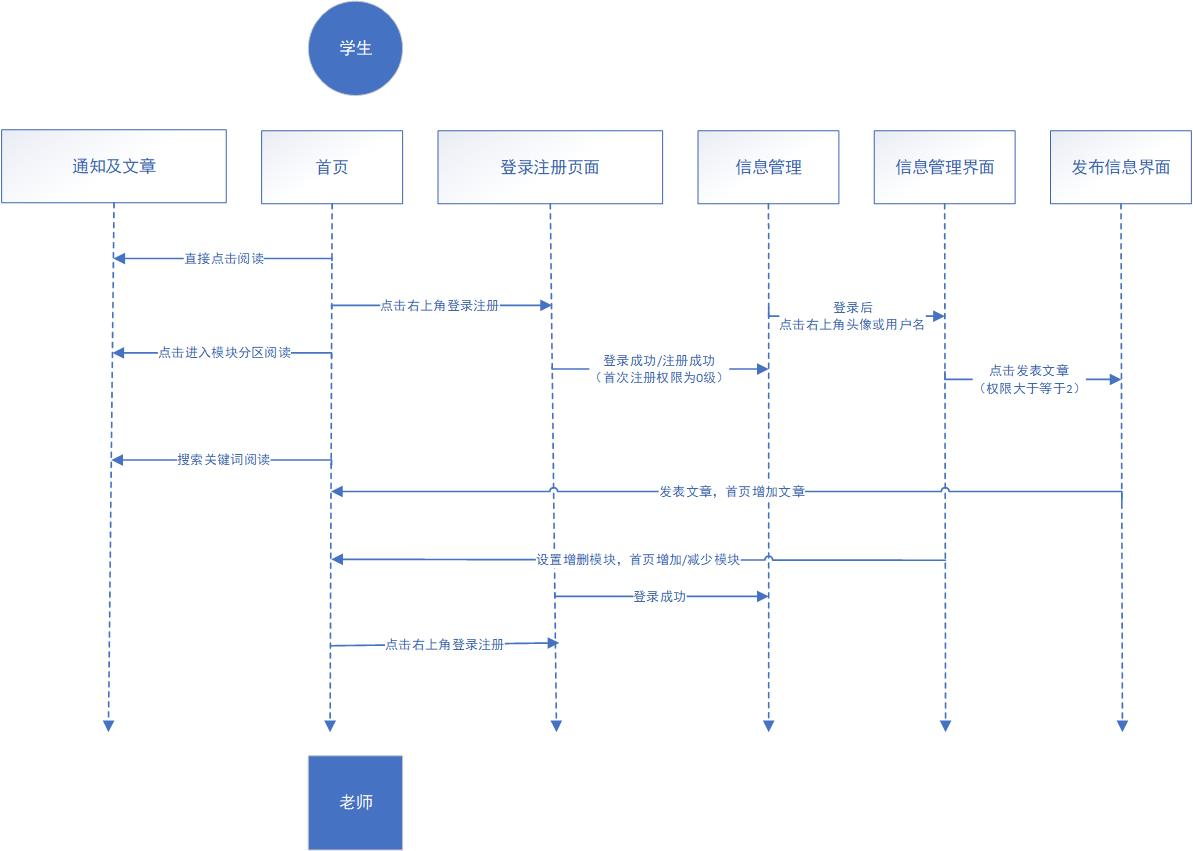 学生
通知及文章
首页
登录注册页面
信息管理
信息管理界面
发布信息界面
直接点击阅读
点击右上角登录注册
登录后
点击右上角头像或用户名
点击进入模块分区阅读
登录成功/注册成功
（首次注册权限为0级）
点击发表文章
（权限大于等于2）
搜索关键词阅读
发表文章，首页增加文章
设置增删模块，首页增加/减少模块
登录成功
点击右上角登录注册
老师